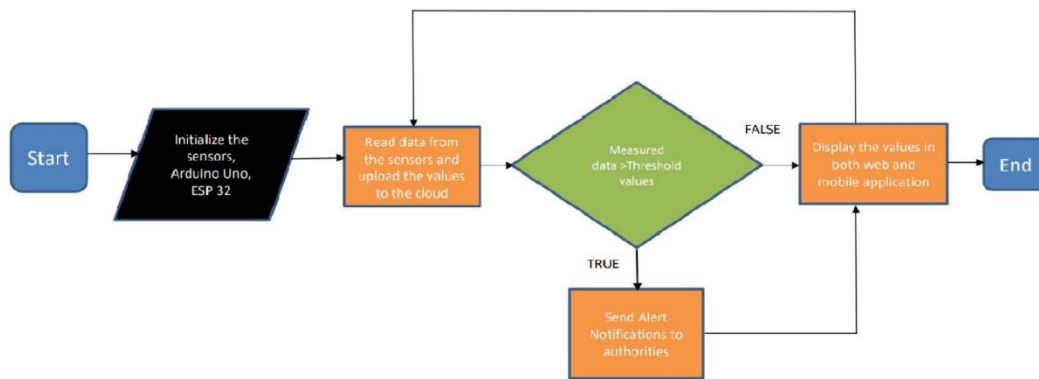 Start
Initialize the
sensors,
Arduino Uno,
ESP 32
Read data from
the sensors and
upload the values
to the cloud
Measured
data >Threshold
values
FALSE
Display the values in
both web and
mobile application
End
TRUE
Send Alert
Notifications to
authorities